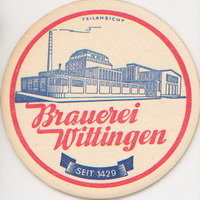 TEILANSICHT
Brauerei
Wittingen
SEIT 1429